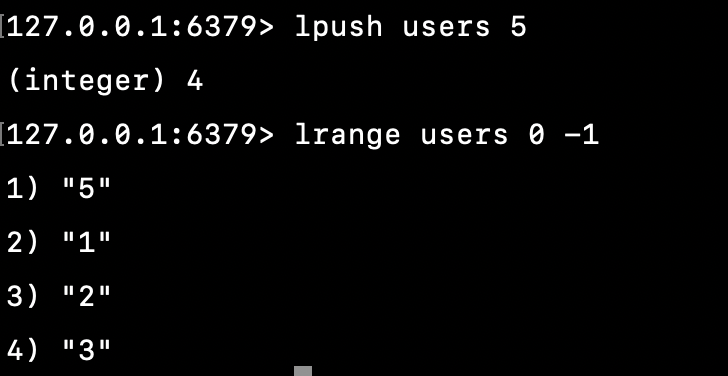 127.0.0.1:6379> lpush users 5
(integer) 4
127.0.0.1:6379> lrange users 0 -1
1) "5"
2) "1"
3) "2"
4) "3"